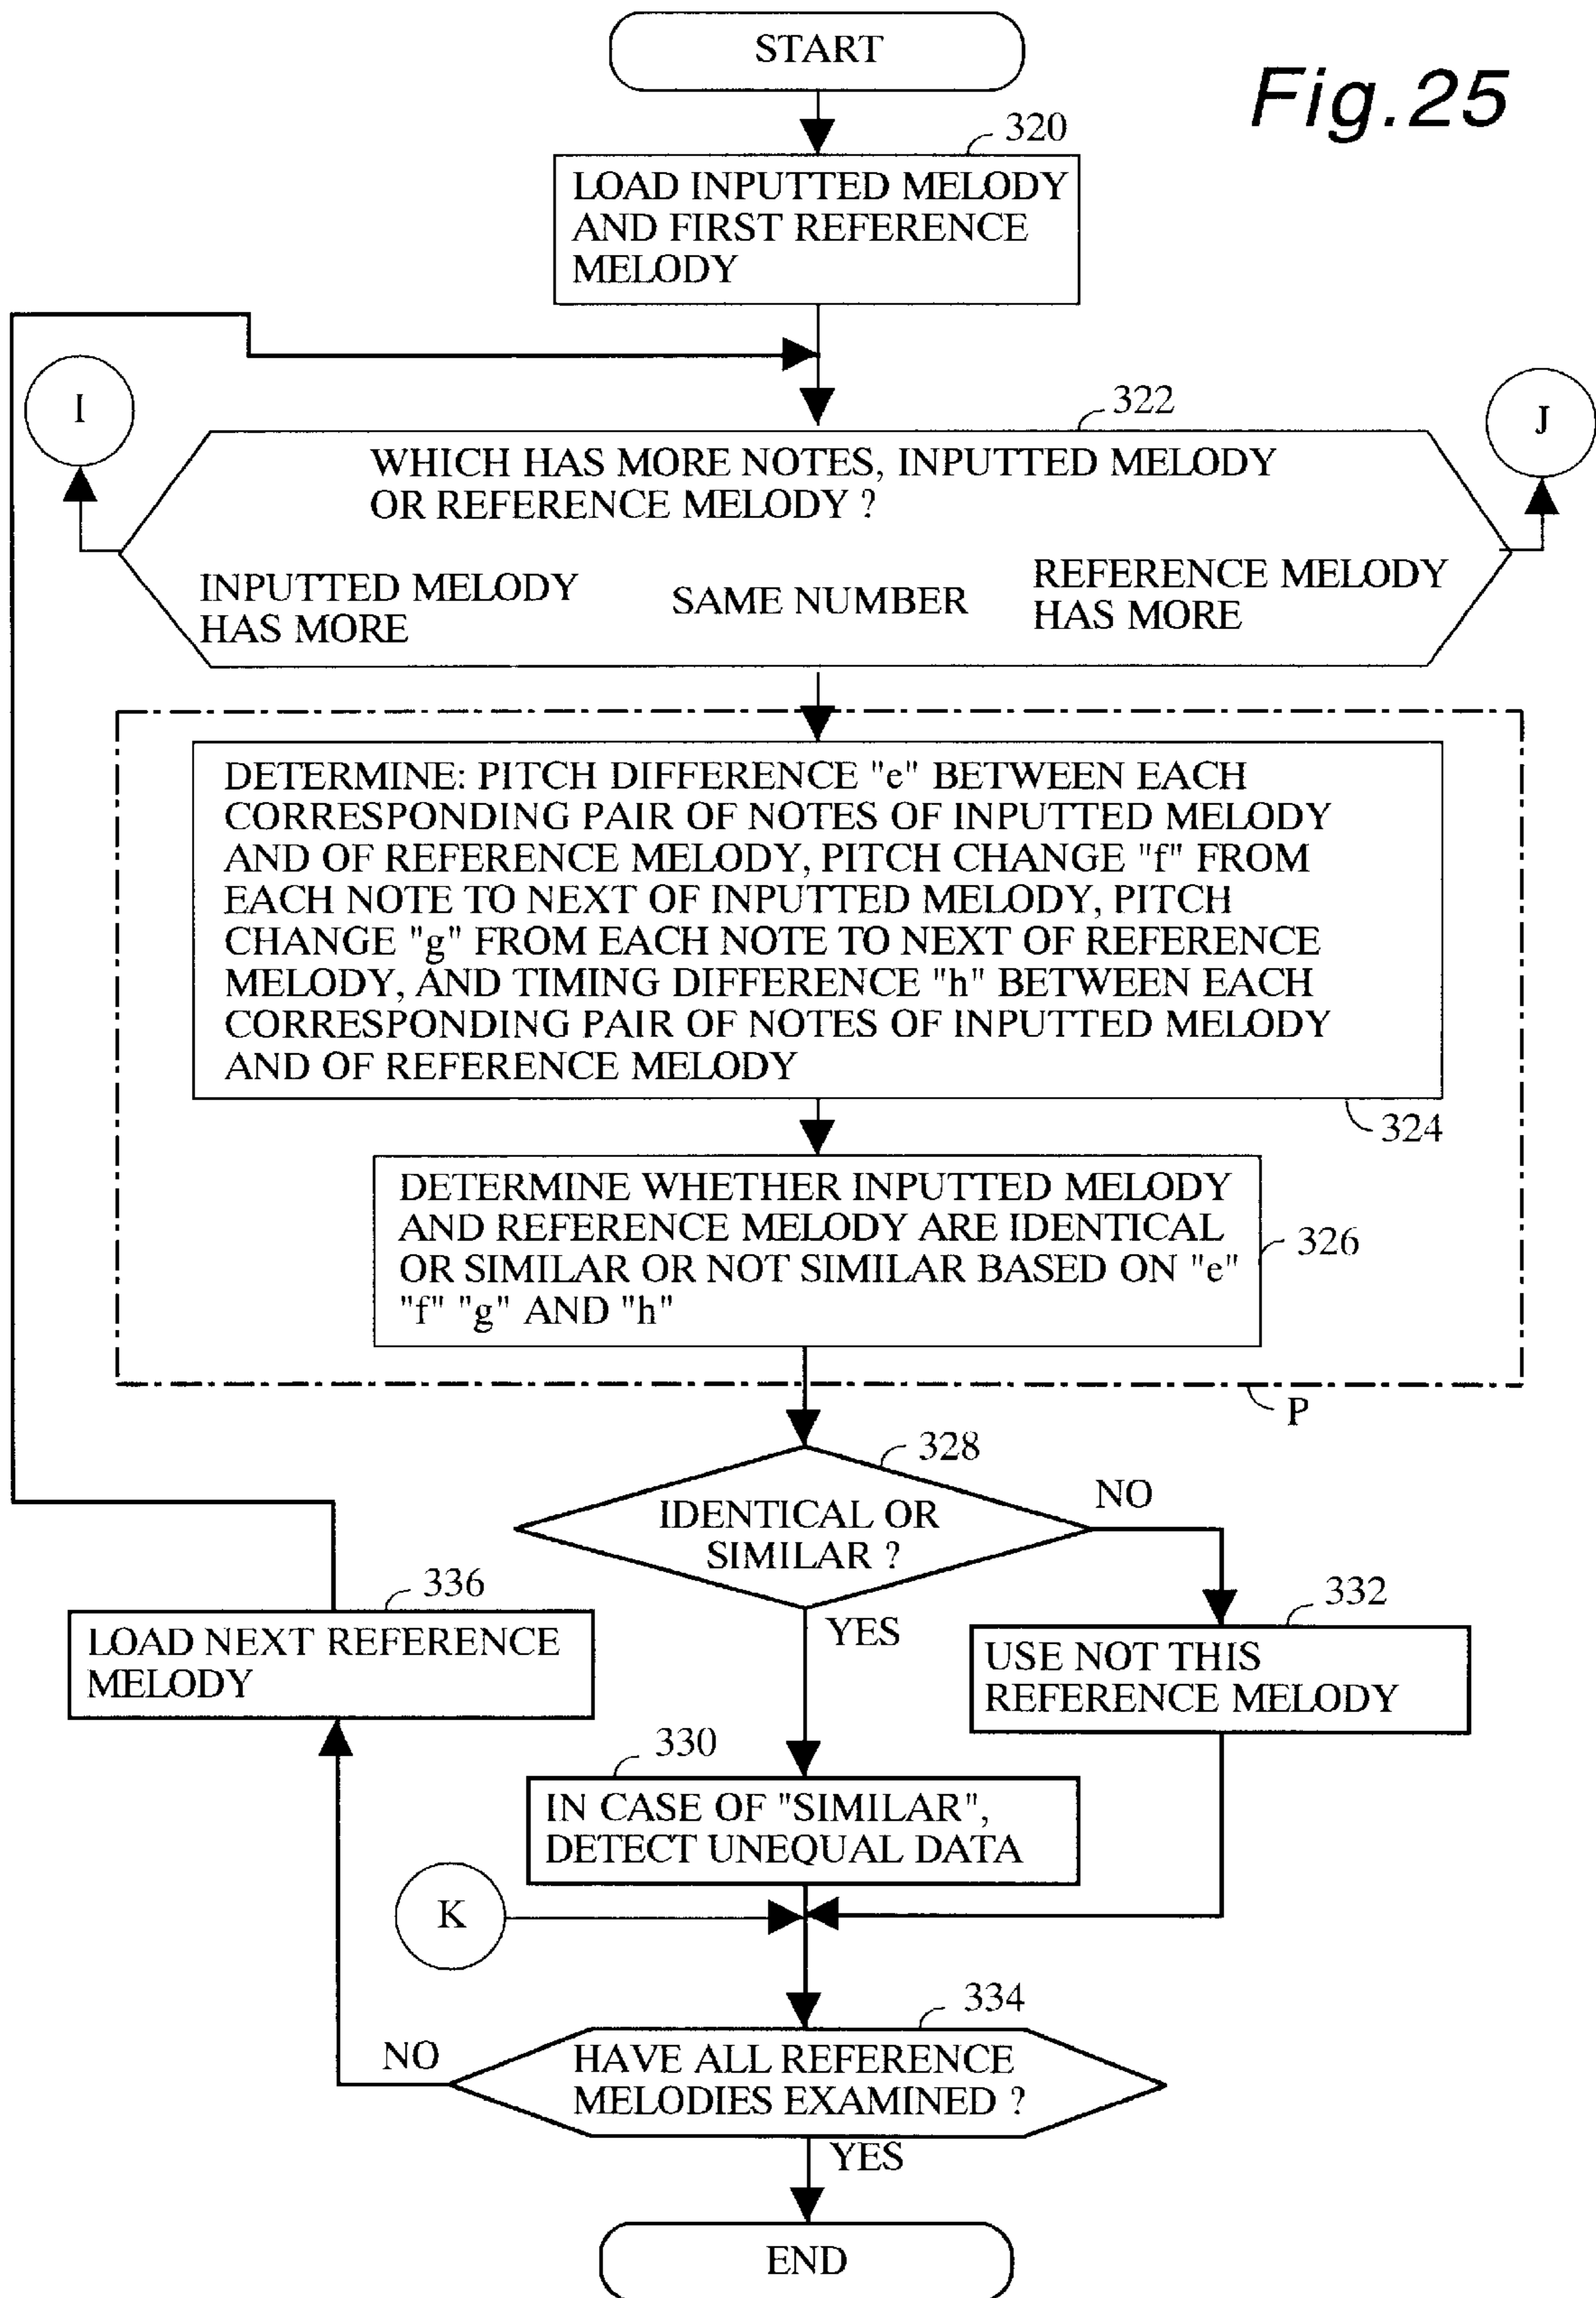 START
Fig.25
320
LOAD INPUTTED MELODY
AND FIRST REFERENCE
MELODY
I
322
J
WHICH HAS MORE NOTES, INPUTTED MELODY
OR REFERENCE MELODY ?
INPUTTED MELODY
HAS MORE
SAME NUMBER
REFERENCE MELODY
HAS MORE
DETERMINE: PITCH DIFFERENCE "e" BETWEEN EACH
CORRESPONDING PAIR OF NOTES OF INPUTTED MELODY
AND OF REFERENCE MELODY, PITCH CHANGE "f" FROM
EACH NOTE TO NEXT OF INPUTTED MELODY, PITCH
CHANGE "g" FROM EACH NOTE TO NEXT OF REFERENCE
MELODY, AND TIMING DIFFERENCE "h" BETWEEN EACH
CORRESPONDING PAIR OF NOTES OF INPUTTED MELODY
AND OF REFERENCE MELODY
324
DETERMINE WHETHER INPUTTED MELODY
AND REFERENCE MELODY ARE IDENTICAL
OR SIMILAR OR NOT SIMILAR BASED ON "e"
"f" "g" AND "h"
326
P
328
IDENTICAL OR
SIMILAR ?
NO
YES
336
LOAD NEXT REFERENCE
MELODY
332
USE NOT THIS
REFERENCE MELODY
330
IN CASE OF "SIMILAR",
DETECT UNEQUAL DATA
K
334
NO
HAVE ALL REFERENCE
MELODIES EXAMINED ?
YES
END